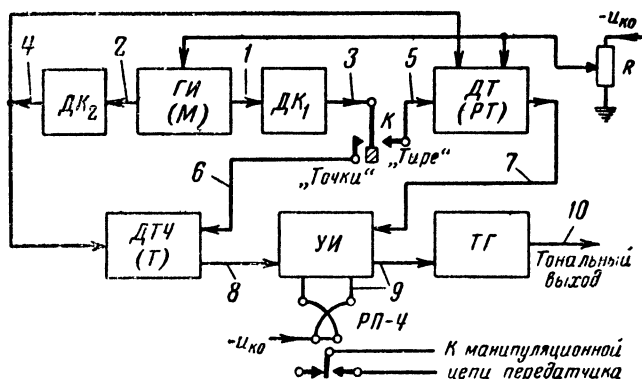 -uко
4
2
1
3
5
R
ДК2
ГИ
(М)
ДК1
К
ДТ
(РТ)
„Точки"
„Тире"
6
7
ДТЧ
(Т)
УИ
ТГ
10
Тональный
выход
8
9
РП-4
-uко
К манипуляционной
цепи передатчика